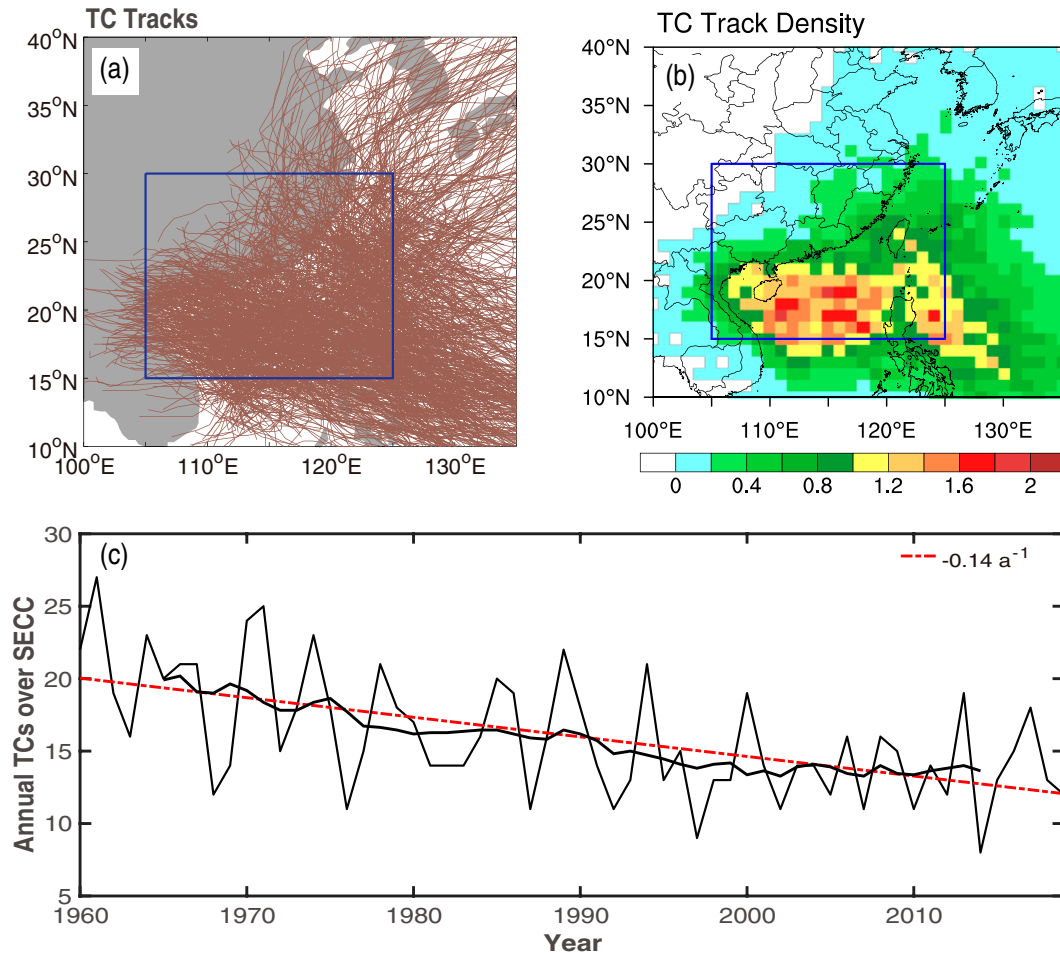 TC Tracks
(a)
40°N
35°N
30°N
25°N
20°N
15°N
10°N
100°E 110°E 120°E 130°E
TC Track Density
(b)
40°N
35°N
30°N
25°N
20°N
15°N
10°N
100°E 110°E 120°E 130°E
0 0.4 0.8 1.2 1.6 2
(c)
-0.14 a⁻¹
Annual TCs over SECC
30
25
20
15
10
5
1960 1970 1980 1990 2000 2010
Year